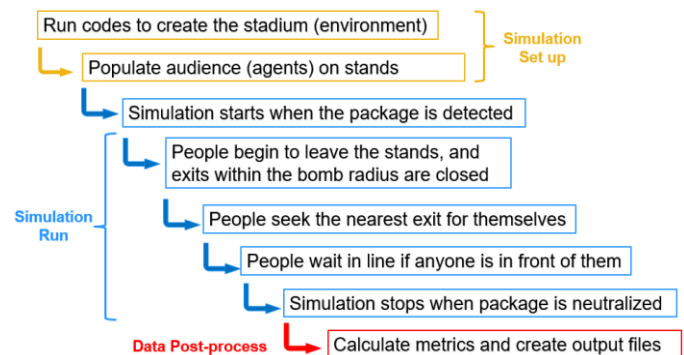 Run codes to create the stadium (environment)
Simulation
Set up
Populate audience (agents) on stands
Simulation starts when the package is detected
People begin to leave the stands, and
exits within the bomb radius are closed
Simulation
Run
People seek the nearest exit for themselves
People wait in line if anyone is in front of them
Simulation stops when package is neutralized
Data Post-process
Calculate metrics and create output files